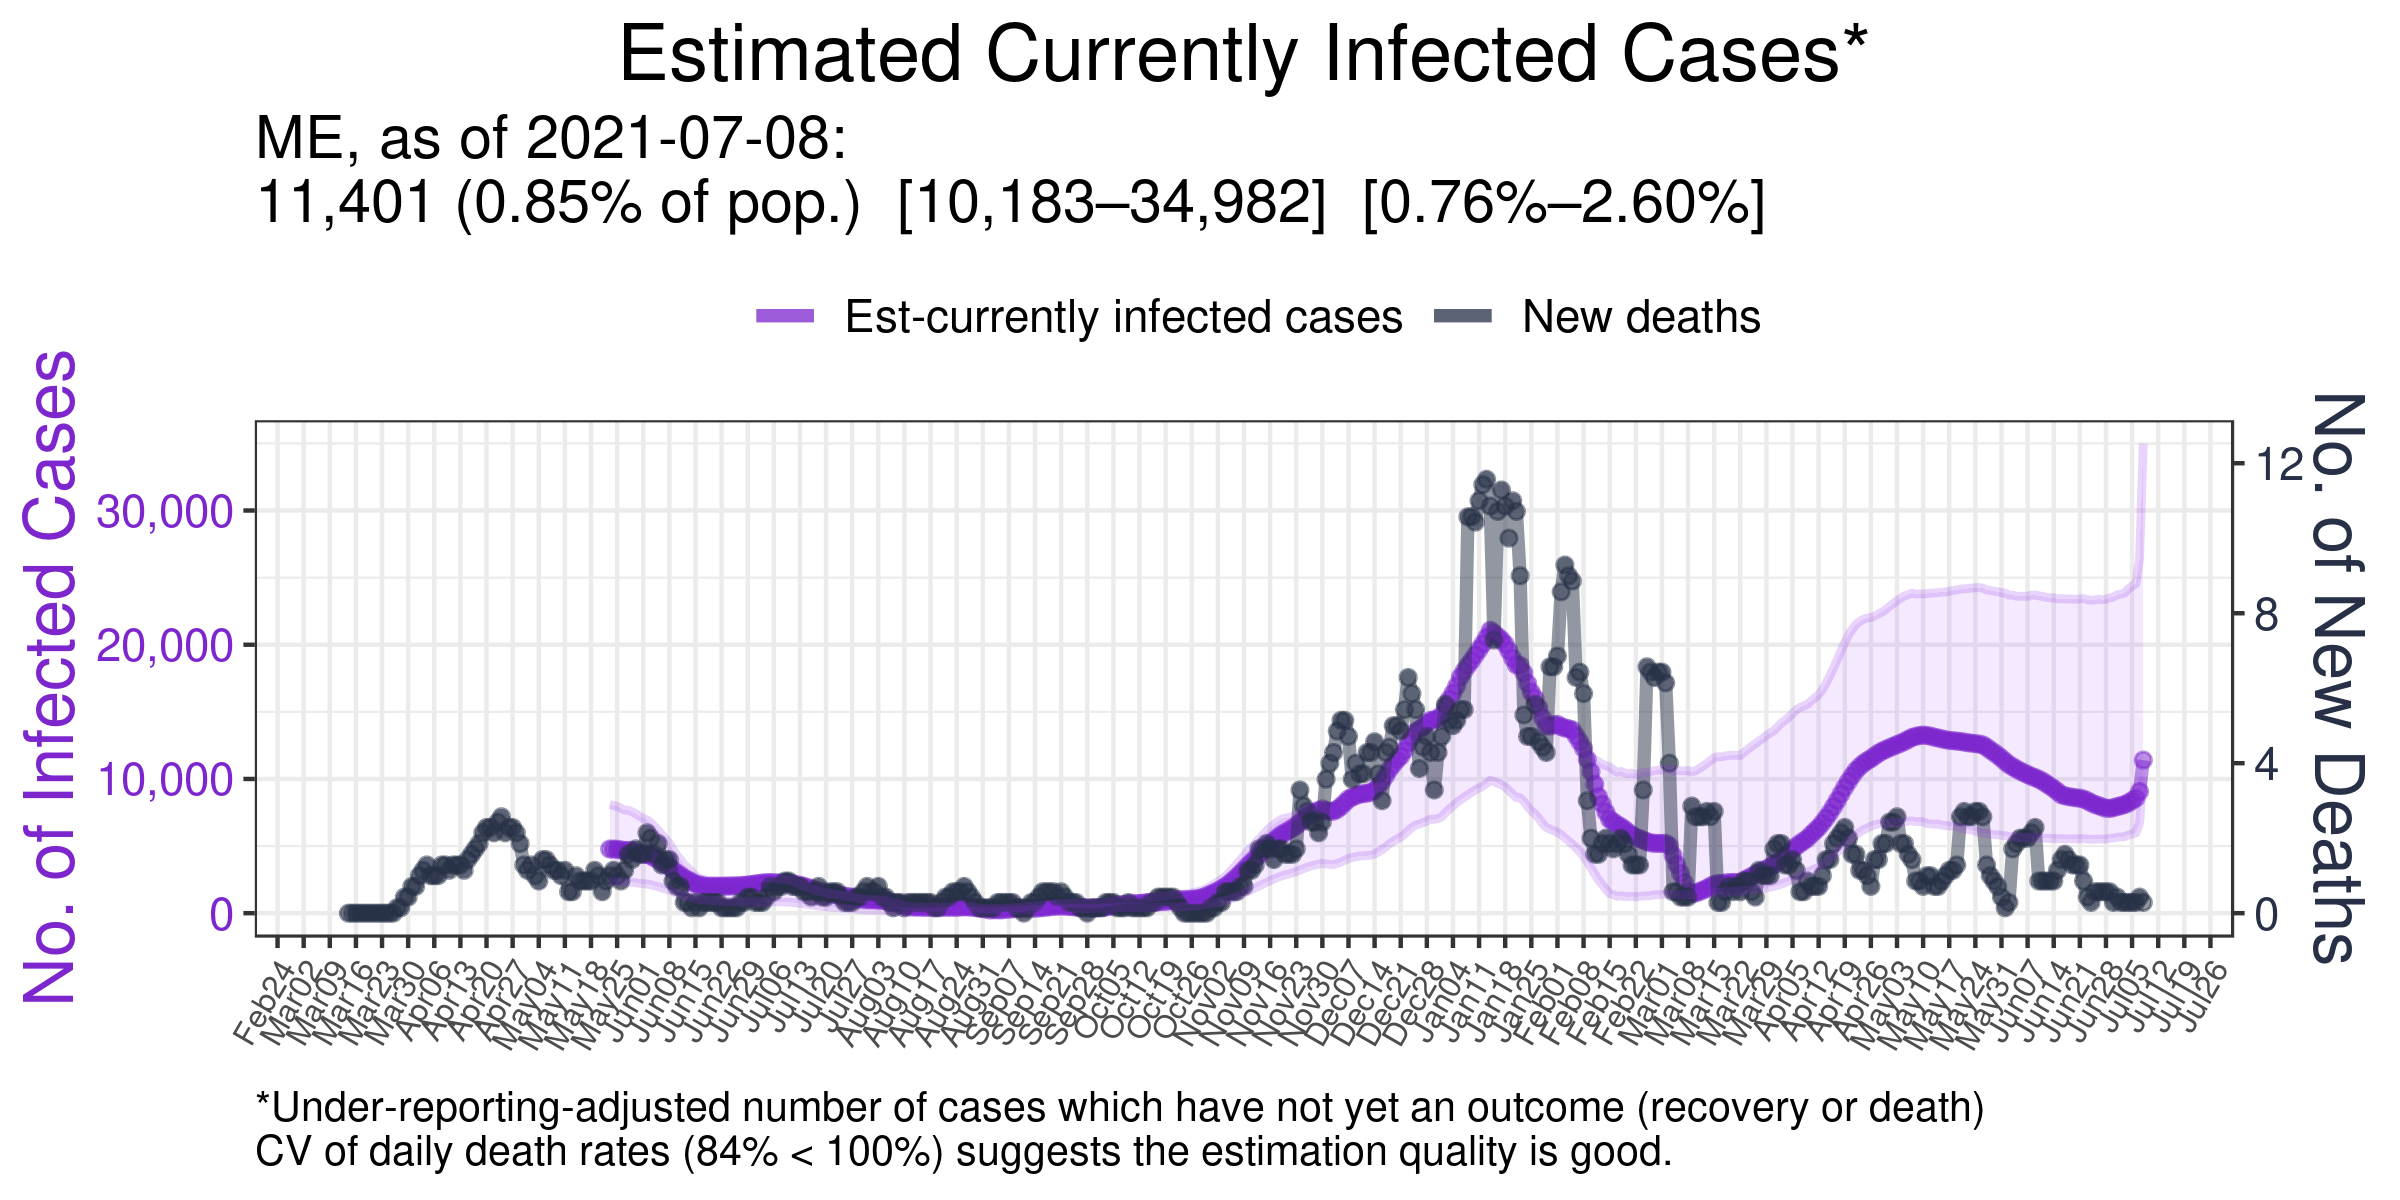 Estimated Currently Infected Cases*
ME, as of 2021-07-08:
11,401 (0.85% of pop.) [10,183–34,982] [0.76%–2.60%]
Est-currently infected cases
New deaths
No. of Infected Cases
30,000
20,000
10,000
0
12
8
4
0
No. of New Deaths
Feb24
Mar02
Mar09
Mar16
Mar23
Mar30
Apr06
Apr13
Apr20
Apr27
May04
May11
May18
May25
Jun01
Jun08
Jun15
Jun22
Jun29
Jul06
Jul13
Jul20
Jul27
Aug03
Aug10
Aug17
Aug24
Aug31
Sep07
Sep14
Sep21
Sep28
Oct05
Oct12
Oct19
Oct26
Nov02
Nov09
Nov16
Nov23
Nov30
Dec07
Dec14
Dec21
Dec28
Jan04
Jan11
Jan18
Jan25
Feb01
Feb08
Feb15
Feb22
Mar01
Mar08
Mar15
Mar22
Mar29
Apr05
Apr12
Apr19
Apr26
May03
May10
May17
May24
May31
Jun07
Jun14
Jun21
Jun28
Jul05
Jul12
Jul19
Jul26
*Under-reporting-adjusted number of cases which have not yet an outcome (recovery or death)
CV of daily death rates (84% < 100%) suggests the estimation quality is good.